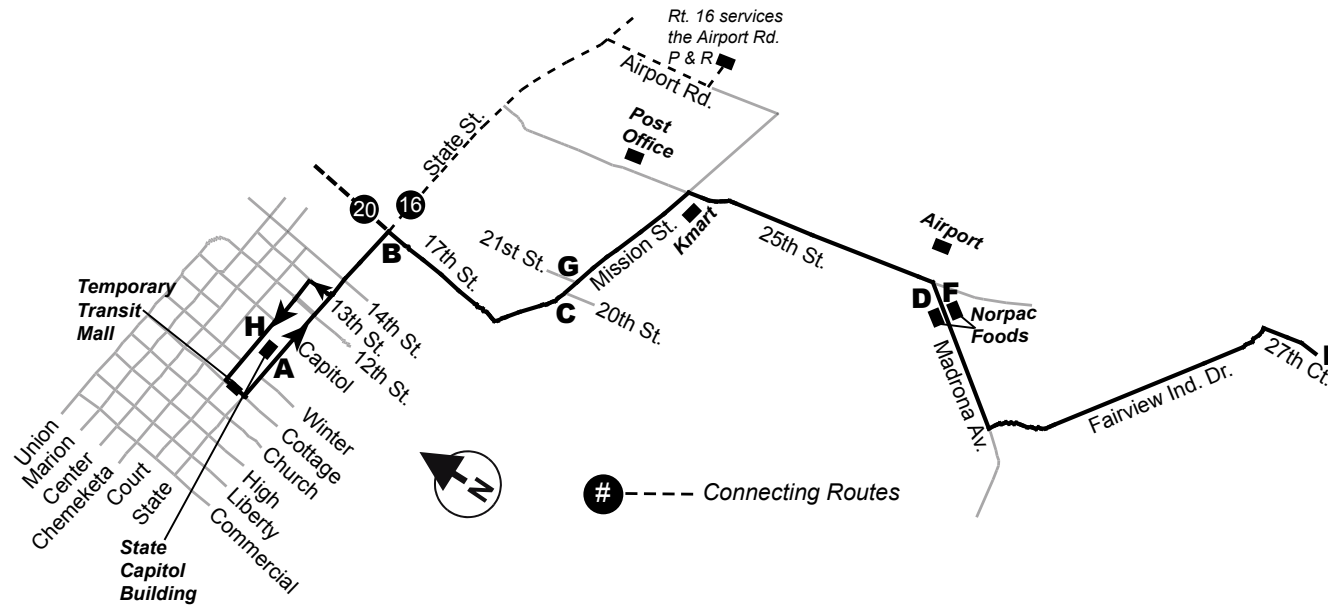 Rt. 16 services
the Airport Rd.
P & R
Airport Rd.
State St.
Post
Office
20
16
B
17th St.
21st St.
G
Mission St.
Kmart
C
20th St.
25th St.
Airport
D
F
Norpac
Foods
Madrona Av.
Fairview Ind. Dr.
27th Ct.
Temporary
Transit
Mall
H
A
14th St.
13th St.
12th St.
Capitol
Winter
Cottage
Church
High
Liberty
Commercial
Union
Marion
Center
Chemeketa
Court
State
State
Capitol
Building
N
#
Connecting Routes